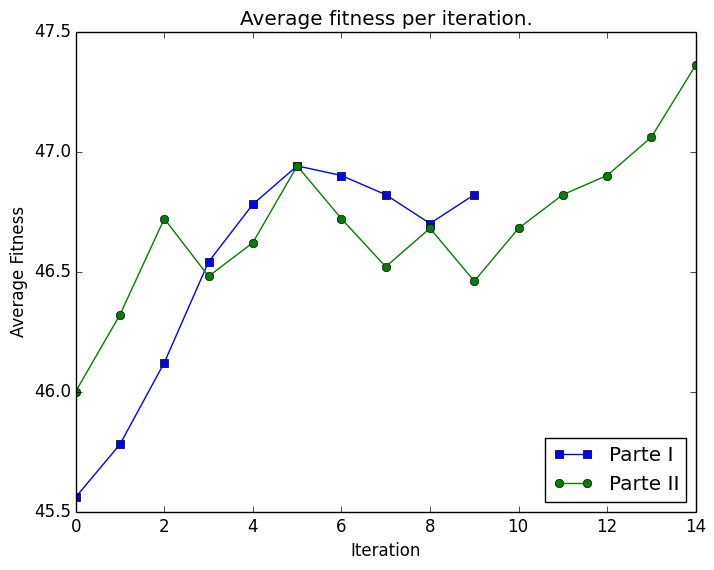 Average fitness per iteration.
47.5
47.0
46.5
46.0
45.5
Average Fitness
0 2 4 6 8 10 12 14
Iteration
Parte I
Parte II